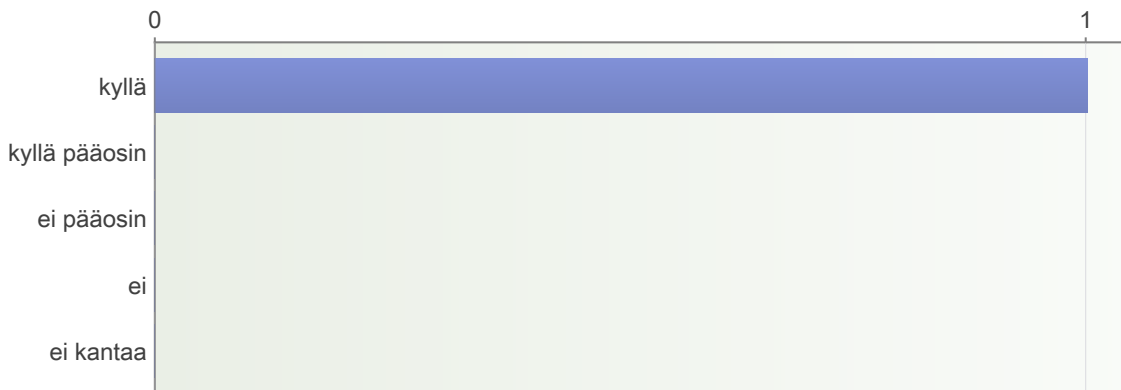 0 1
kyllä
kyllä pääosin
ei pääosin
ei
ei kantaa